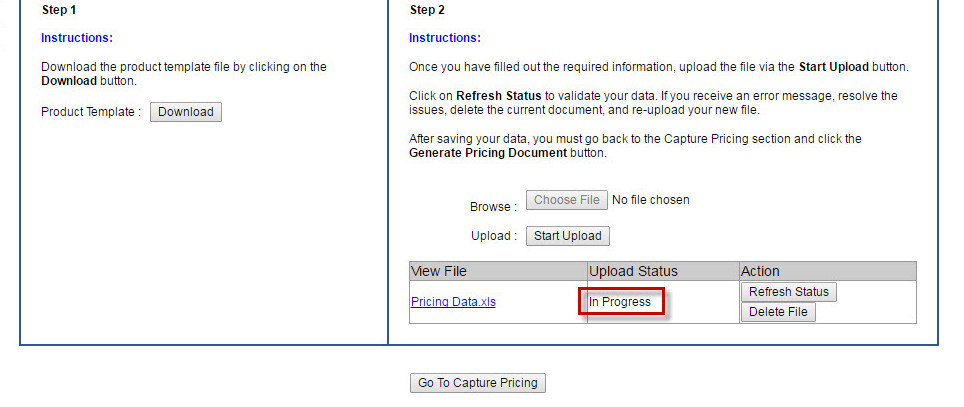 Step 1
Instructions:
Download the product template file by clicking on the
Download button.
Product Template : Download
Step 2
Instructions:
Once you have filled out the required information, upload the file via the Start Upload button.
Click on Refresh Status to validate your data. If you receive an error message, resolve the
issues, delete the current document, and re-upload your new file.
After saving your data, you must go back to the Capture Pricing section and click the
Generate Pricing Document button.
Browse : Choose File No file chosen
Upload : Start Upload
View File Upload Status Action
Pricing Data.xls In Progress Refresh Status
Delete File
Go To Capture Pricing